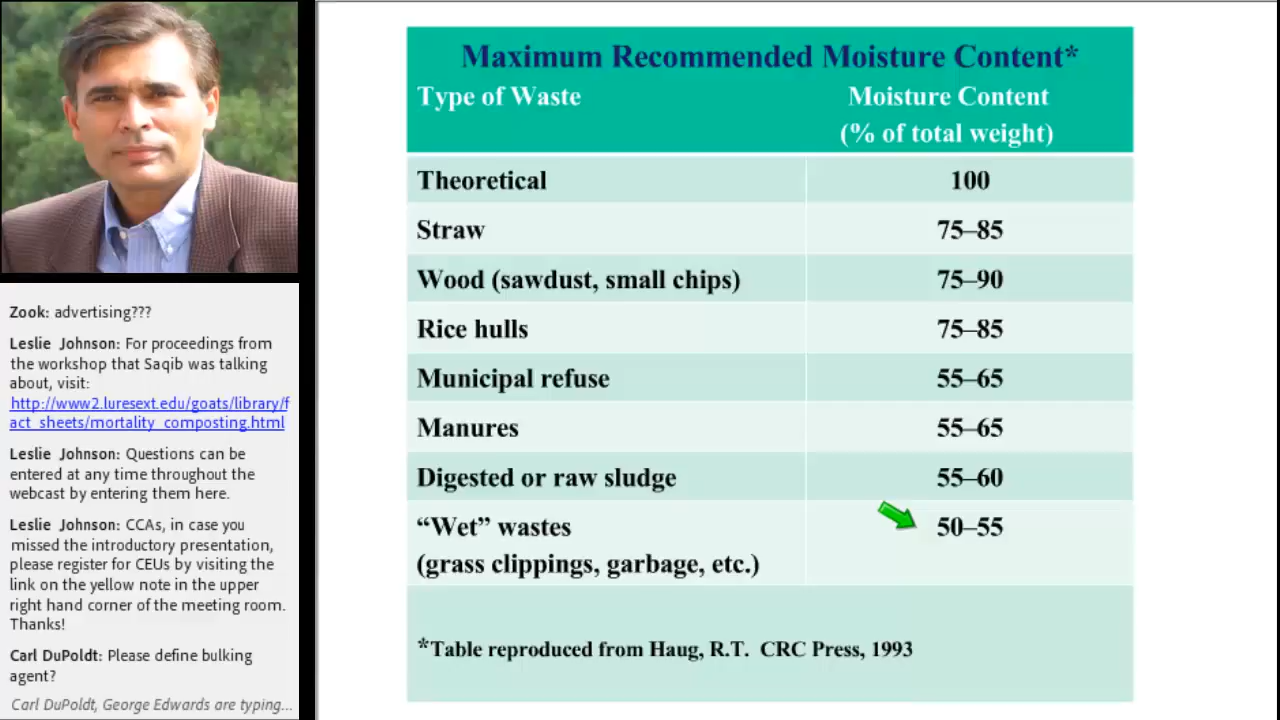 Maximum Recommended Moisture Content*
Type of Waste Moisture Content
(% of total weight)
Theoretical 100
Straw 75–85
Wood (sawdust, small chips) 75–90
Rice hulls 75–85
Municipal refuse 55–65
Manures 55–65
Digested or raw sludge 55–60
“Wet” wastes 50–55
(grass clippings, garbage, etc.)
*Table reproduced from Haug, R.T. CRC Press, 1993
Zook: advertising???
Leslie Johnson: For proceedings from
the workshop that Saqib was talking
about, visit:
http://www2.luresext.edu/goats/library/f
act_sheets/mortality_composting.html
Leslie Johnson: Questions can be
entered at any time throughout the
webcast by entering them here.
Leslie Johnson: CCAs, in case you
missed the introductory presentation,
please register for CEUs by visiting the
link on the yellow note in the upper
right hand corner of the meeting room.
Thanks!
Carl DuPoldt: Please define bulking
agent?
Carl DuPoldt, George Edwards are typing...